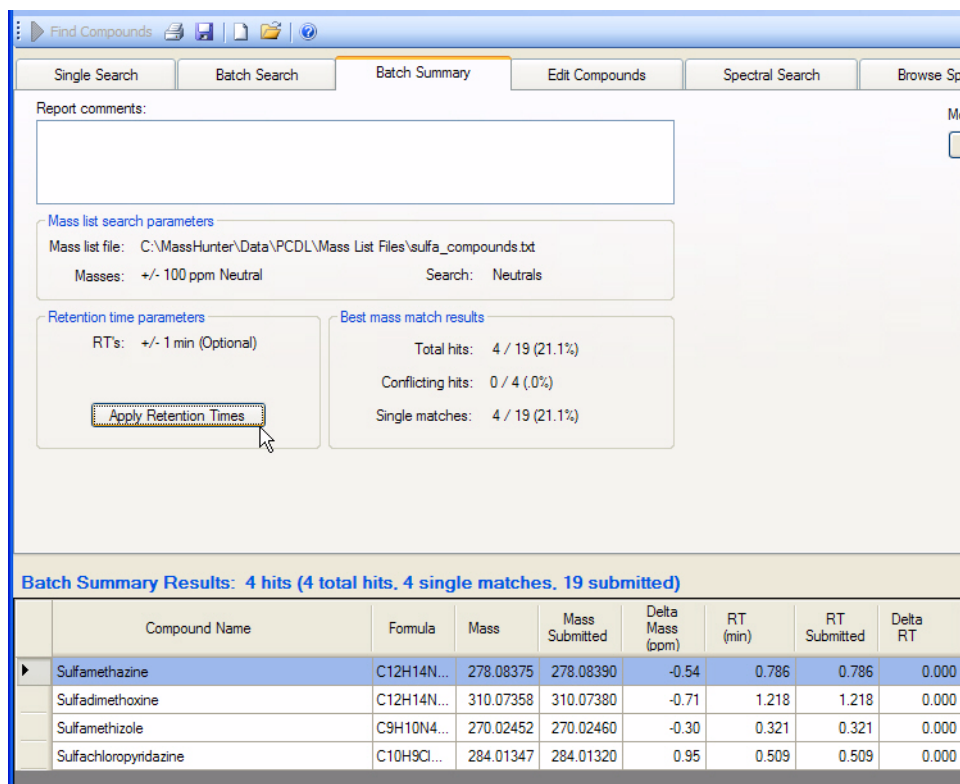 Find Compounds
Single Search Batch Search Batch Summary Edit Compounds Spectral Search Browse Sp
Report comments:
Mass list search parameters
Mass list file: C:\MassHunter\Data\PCDL\Mass List Files\sulfa_compounds.txt
Masses: +/- 100 ppm Neutral Search: Neutrals
Retention time parameters
RT's: +/- 1 min (Optional)
Apply Retention Times
Best mass match results
Total hits: 4 / 19 (21.1%)
Conflicting hits: 0 / 4 (.0%)
Single matches: 4 / 19 (21.1%)
Batch Summary Results: 4 hits (4 total hits, 4 single matches, 19 submitted)
Compound Name Formula Mass Mass Submitted Delta Mass (ppm) RT (min) RT Submitted Delta RT
Sulfamethazine C12H14N... 278.08375 278.08390 -0.54 0.786 0.786 0.000
Sulfadimethoxine C12H14N... 310.07358 310.07380 -0.71 1.218 1.218 0.000
Sulfamethizole C9H10N4... 270.02452 270.02460 -0.30 0.321 0.321 0.000
Sulfachloropyridazine C10H9Cl... 284.01347 284.01320 0.95 0.509 0.509 0.000